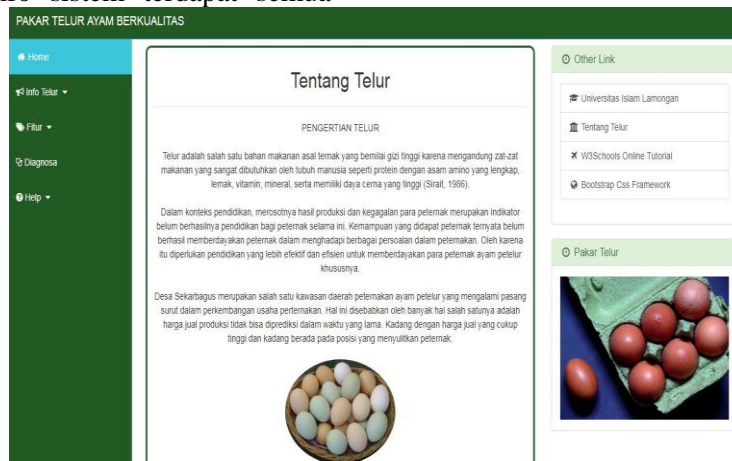 sistem terdapat semua
PAKAR TELUR AYAM BERKUALITAS
Home
Info Telur
Fitur
Diagnosa
Help
Tentang Telur
PENGERTIAN TELUR
Telur adalah salah satu bahan makanan asal ternak yang bernilai gizi tinggi karena mengandung zat-zat
makanan yang sangat dibutuhkan oleh tubuh manusia seperti protein dengan asam amino yang lengkap,
lemak, vitamin, mineral, serta memiliki daya cerna yang tinggi (Sirait, 1986).
Dalam konteks pendidikan, merosotnya hasil produksi dan kegagalan para peternak merupakan indikator
belum berhasilnya pendidikan bagi peternak selama ini. Kemampuan yang didapat peternak ternyata belum
berhasil memberdayakan peternak dalam menghadapi berbagai persoalan dalam peternakan. Oleh karena
itu diperlukan pendidikan yang lebih efektif dan efisien untuk memberdayakan para peternak ayam petelur
khususnya.
Desa Sekarbagus merupakan salah satu kawasan daerah peternakan ayam petelur yang mengalami pasang
surut dalam perkembangan usaha perternakan. Hal ini disebabkan oleh banyak hal salah satunya adalah
harga jual produksi tidak bisa diprediksi dalam waktu yang lama. Kadang dengan harga jual yang cukup
tinggi dan kadang berada pada posisi yang menyulitkan peternak.
Other Link
Universitas Islam Lamongan
Tentang Telur
W3Schools Online Tutorial
Bootstrap Css Framework
Pakar Telur